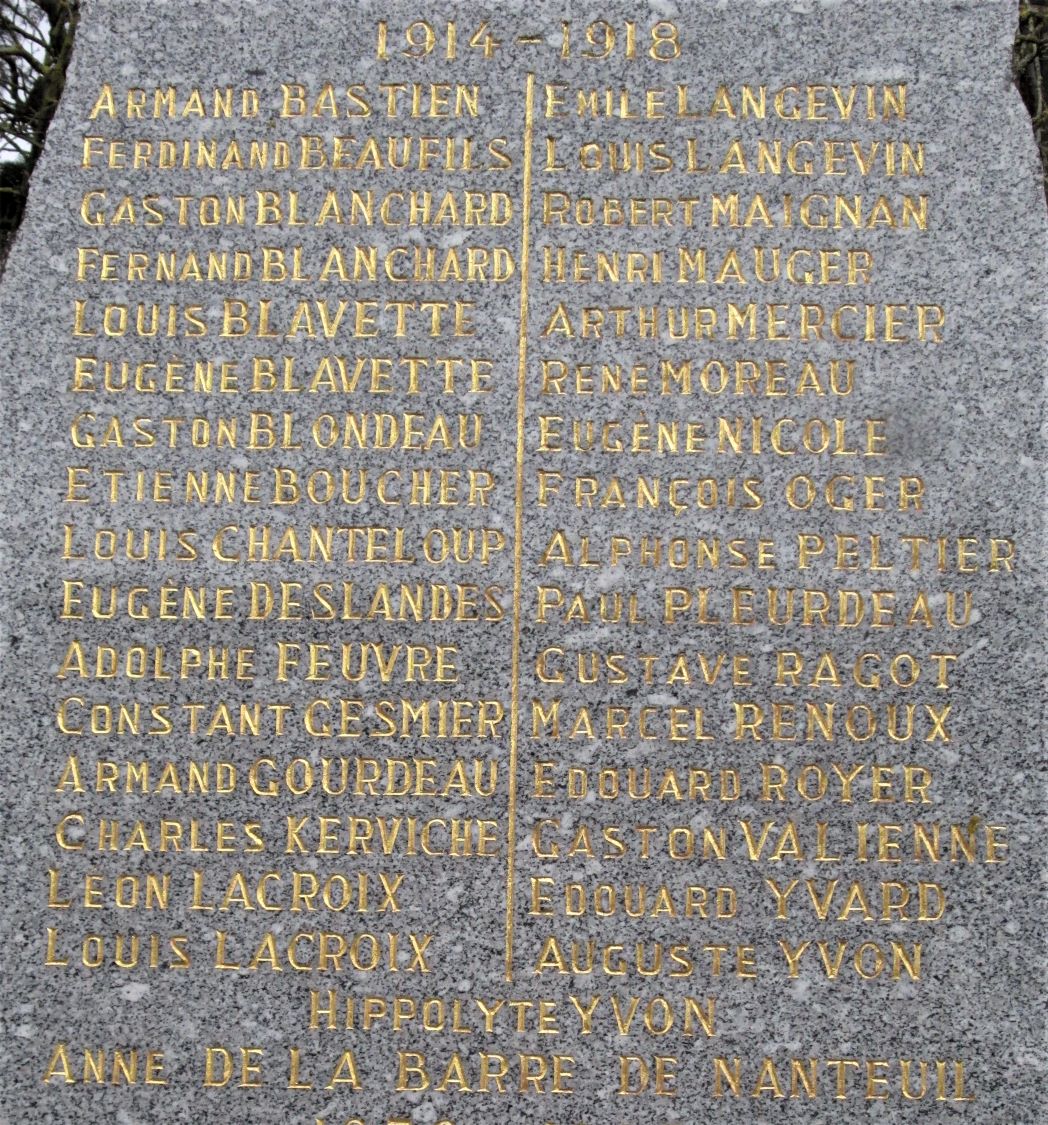 1914-1918
ARMAND BASTIEN
FERDINAND BEAUFILS
GASTON BLANCHARD
FERNAND BLANCHARD
LOUIS BLAVETTE
EUGÈNE BLAVETTE
GASTON BLONDEAU
ETIENNE BOUCHER
LOUIS CHANTELOUP
EUGÈNE DESLANDES
ADOLPHE FEUVRE
CONSTANT GESMIER
ARMAND GOURDEAU
CHARLES KERVICHE
LEON LACROIX
LOUIS LACROIX
EMILE LANGEVIN
LOUIS LANGEVIN
ROBERT MAIGNAN
HENRI MAUGER
ARTHUR MERCIER
RENE MOREAU
EUGÈNE NICOLE
FRANÇOIS OGER
ALPHONSE PELTIER
PAUL PLEURDEAU
GUSTAVE RAGOT
MARCEL RENOUX
EDOUARD ROYER
GASTON VALIENNE
EDOUARD YVARD
AUGUSTE YVON
HIPPOLYTE YVON
ANNE DE LA BARRE DE NANTEUIL